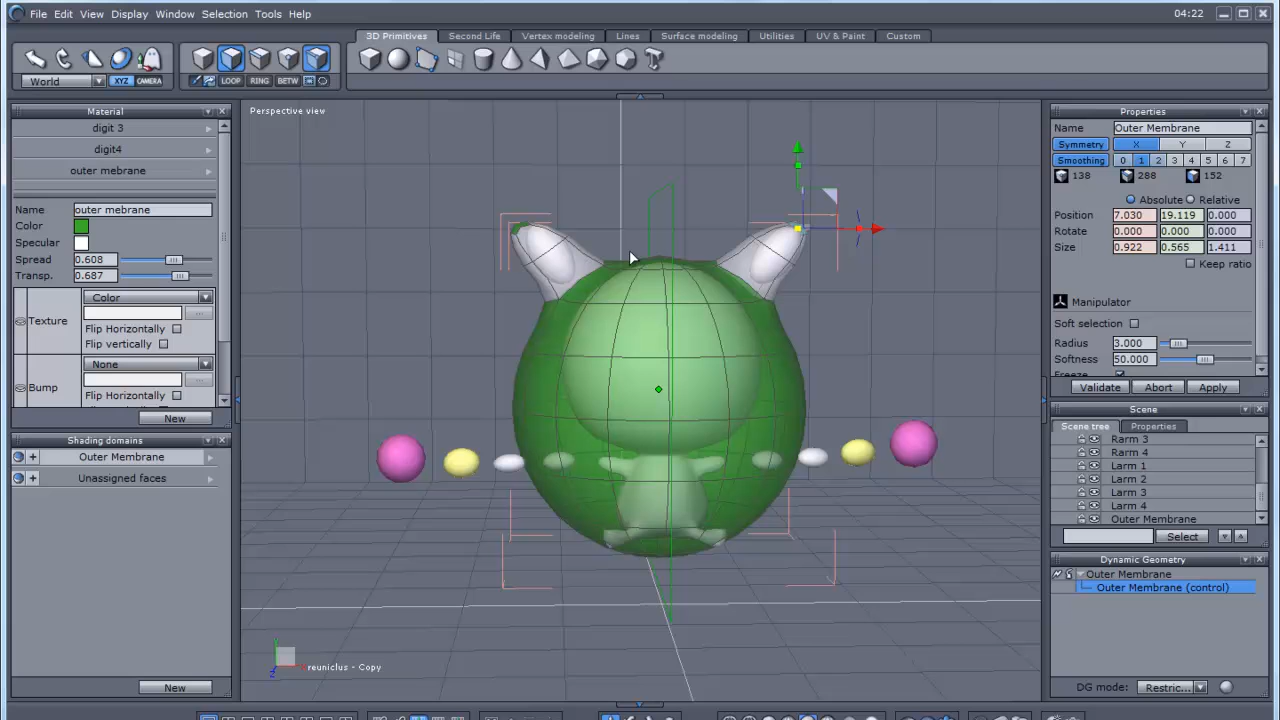 File Edit View Display Window Selection Tools Help 04:22
3D Primitives Second Life Vertex modeling Lines Surface modeling Utilities UV & Paint Custom
World XYZ CAMERA LOOP RING BETW
Material
digit 3
digit4
outer mebrane
Name outer mebrane
Color
Specular
Spread 0.608
Transp. 0.687
Color
Texture ...
Flip Horizontally
Flip vertically
None
Bump ...
Flip Horizontally
New
Shading domains
+ Outer Membrane
+ Unassigned faces
New
Perspective view
Z
reuniclus - Copy
Properties
Name Outer Membrane
Symmetry X Y Z
Smoothing 0 1 2 3 4 5 6 7
138 288 152
Absolute Relative
Position 7.030 19.119 0.000
Rotate 0.000 0.000 0.000
Size 0.922 0.565 1.411
Keep ratio
Manipulator
Soft selection
Radius 3.000
Softness 50.000
Freeze
Validate Abort Apply
Scene
Scene tree Properties
Rarm 3
Rarm 4
Larm 1
Larm 2
Larm 3
Larm 4
Outer Membrane
Select
Dynamic Geometry
Outer Membrane
Outer Membrane (control)
DG mode: Restric...